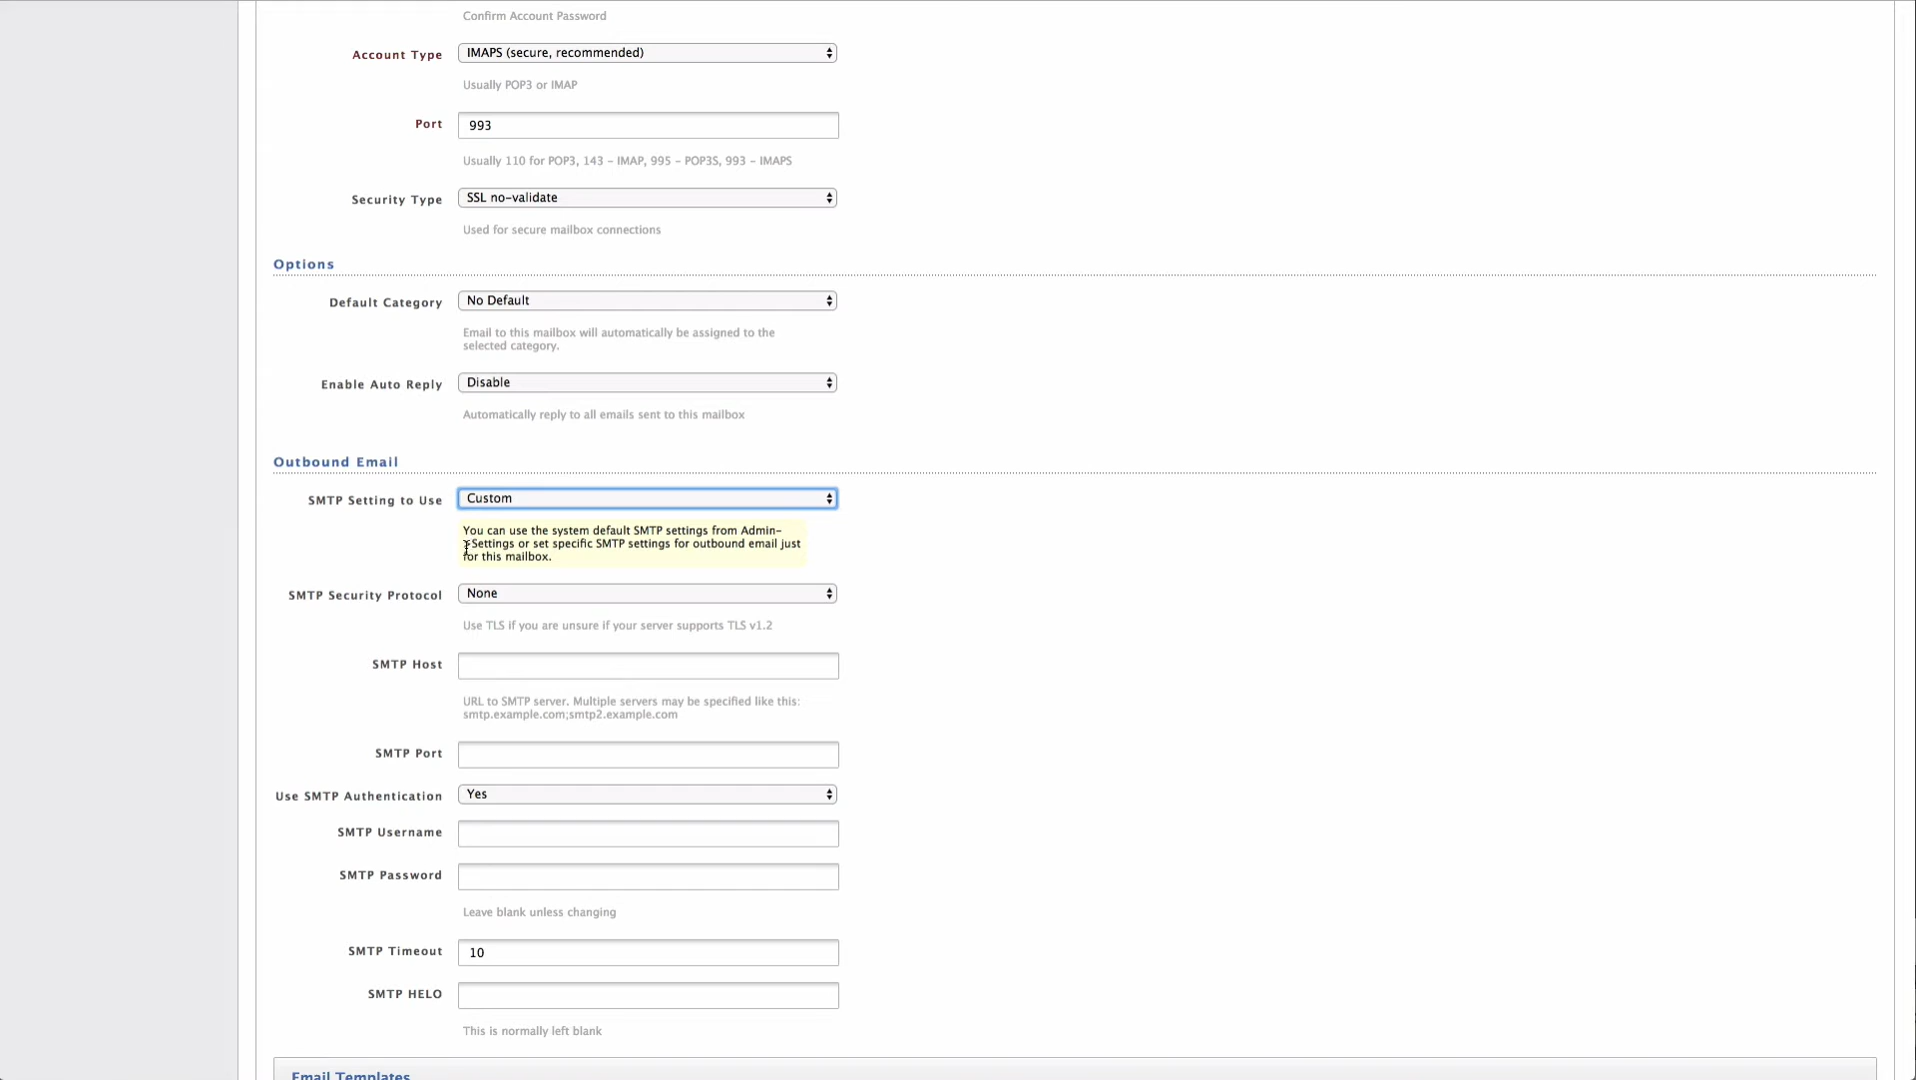 Confirm Account Password
Account Type
IMAPS (secure, recommended)
Usually POP3 or IMAP
Port
993
Usually 110 for POP3, 143 – IMAP, 995 – POP3S, 993 – IMAPS
Security Type
SSL no-validate
Used for secure mailbox connections
Options
Default Category
No Default
Email to this mailbox will automatically be assigned to the
selected category.
Enable Auto Reply
Disable
Automatically reply to all emails sent to this mailbox
Outbound Email
SMTP Setting to Use
Custom
You can use the system default SMTP settings from Admin-
Settings or set specific SMTP settings for outbound email just
for this mailbox.
SMTP Security Protocol
None
Use TLS if you are unsure if your server supports TLS v1.2
SMTP Host
URL to SMTP server. Multiple servers may be specified like this:
smtp.example.com;smtp2.example.com
SMTP Port
Use SMTP Authentication
Yes
SMTP Username
SMTP Password
Leave blank unless changing
SMTP Timeout
10
SMTP HELO
This is normally left blank
Email Templates